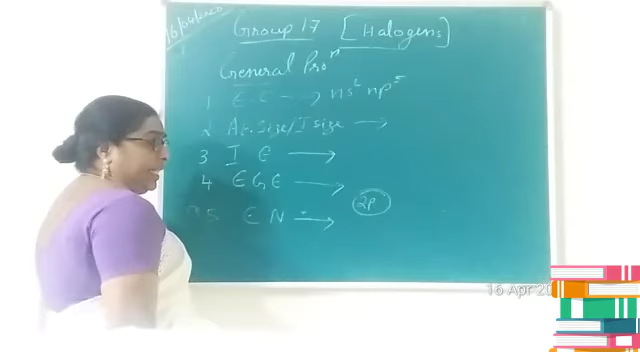 16/04/2020
Group 17 [Halogens]
General Proⁿ
1 E.C → ns² np⁵
2 At. Size/I size →
3 I E →
4 E G E →
5 E N →
2P
16 Apr 20